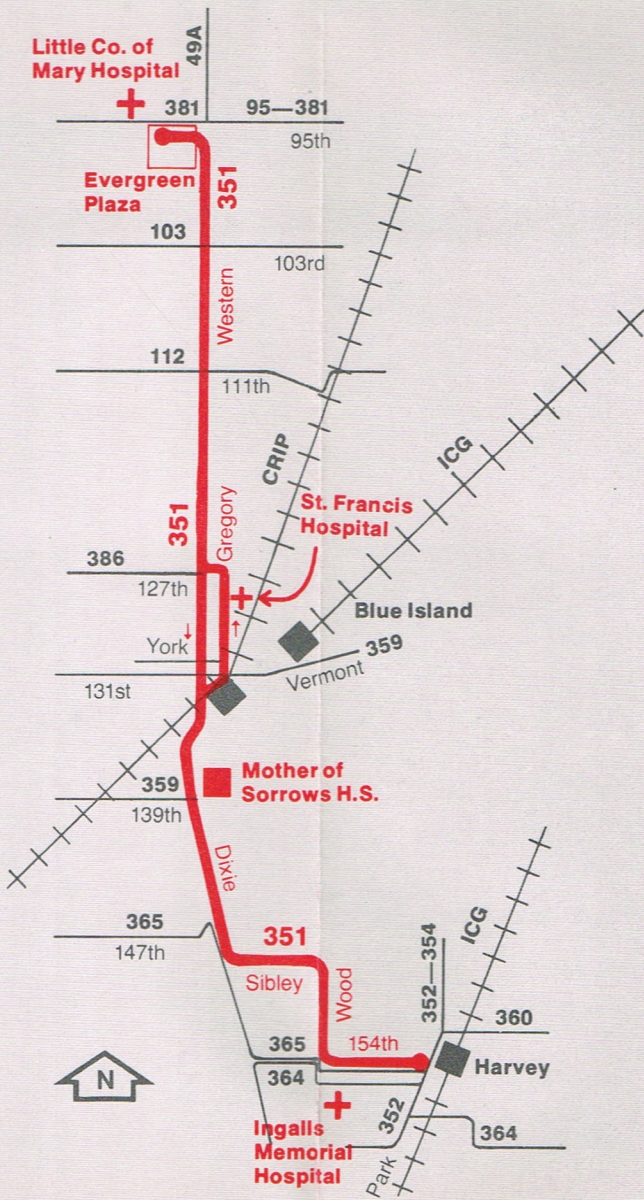 49A
Little Co. of
Mary Hospital
381
95—381
95th
Evergreen
Plaza
351
103
103rd
Western
112
111th
CRIP
ICG
351
Gregory
St. Francis
Hospital
386
127th
Blue Island
York
359
Vermont
131st
Mother of
Sorrows H.S.
359
139th
Dixie
365
147th
351
ICG
352—354
Sibley
Wood
154th
360
365
364
Harvey
N
352
364
Ingalls
Memorial
Hospital
Park